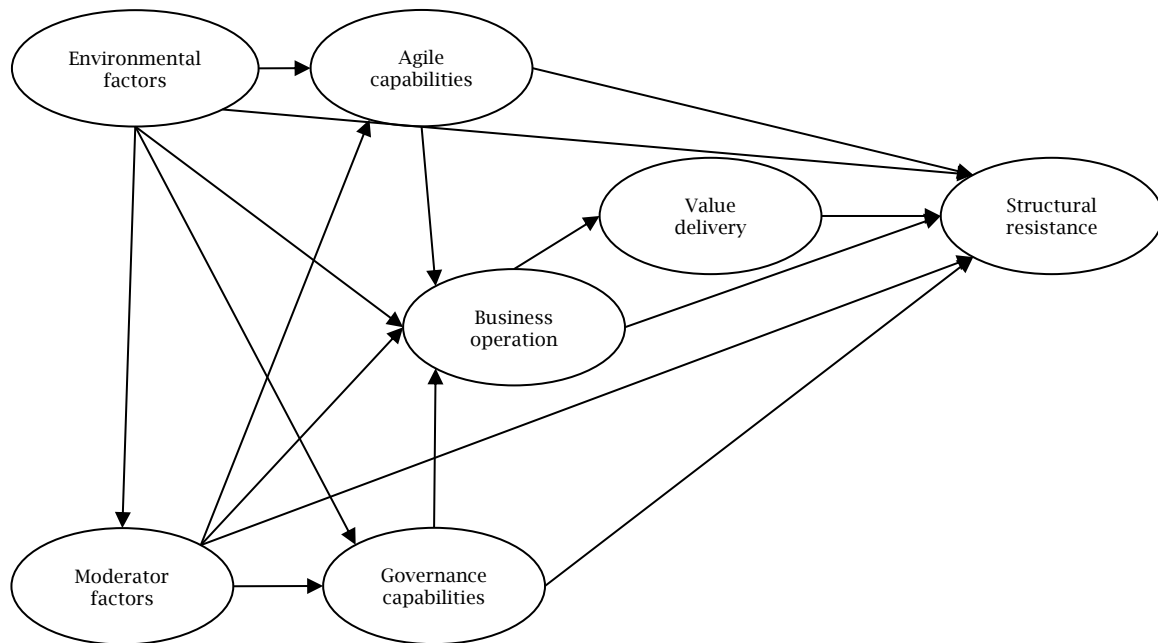 Environmental
factors
Agile
capabilities
Value
delivery
Structural
resistance
Business
operation
Moderator
factors
Governance
capabilities